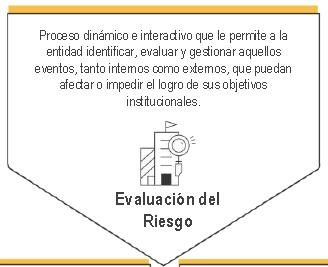 Proceso dinámico e interactivo que le permite a la
entidad identificar, evaluar y gestionar aquellos
eventos, tanto internos como externos, que puedan
afectar o impedir el logro de sus objetivos
institucionales.
Evaluación del
Riesgo